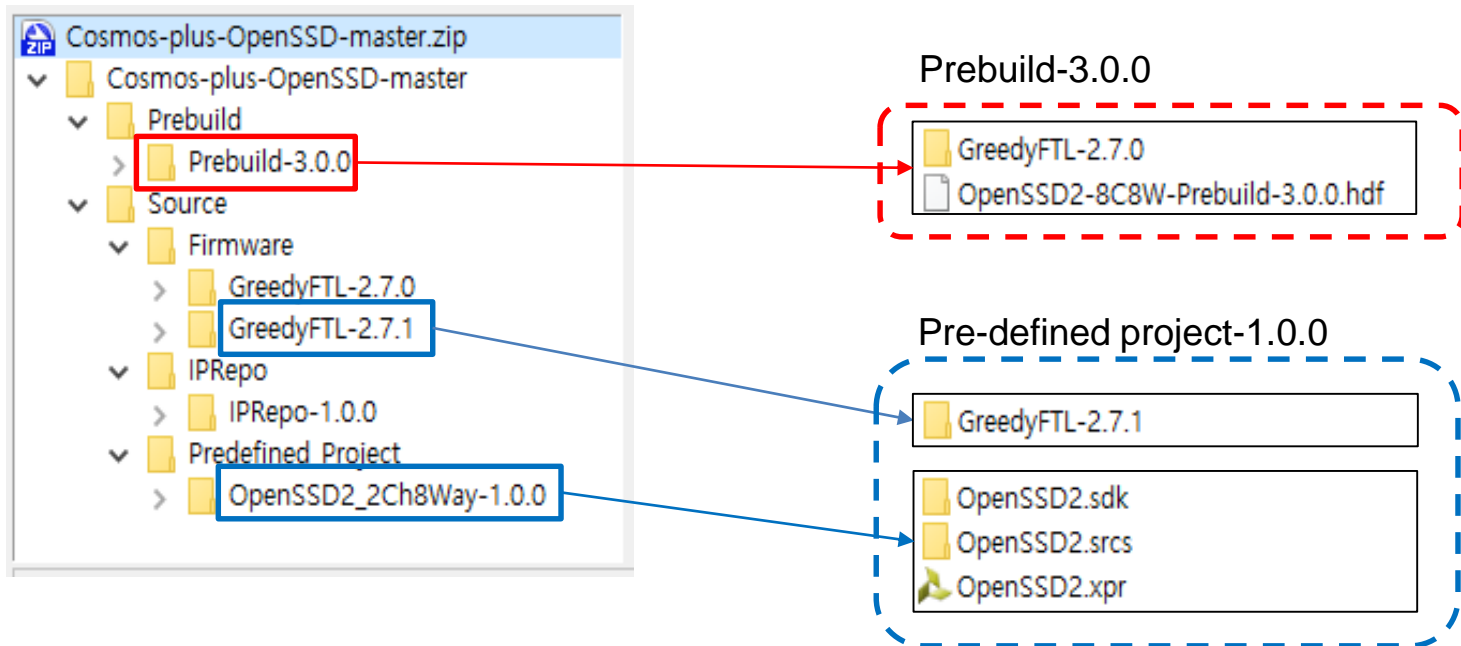 Cosmos-plus-OpenSSD-master.zip
Cosmos-plus-OpenSSD-master
Prebuild
Prebuild-3.0.0
Source
Firmware
GreedyFTL-2.7.0
GreedyFTL-2.7.1
IPRepo
IPRepo-1.0.0
Predefined_Project
OpenSSD2_2Ch8Way-1.0.0
Prebuild-3.0.0
GreedyFTL-2.7.0
OpenSSD2-8C8W-Prebuild-3.0.0.hdf
Pre-defined project-1.0.0
GreedyFTL-2.7.1
OpenSSD2.sdk
OpenSSD2.srcs
OpenSSD2.xpr
ZIP